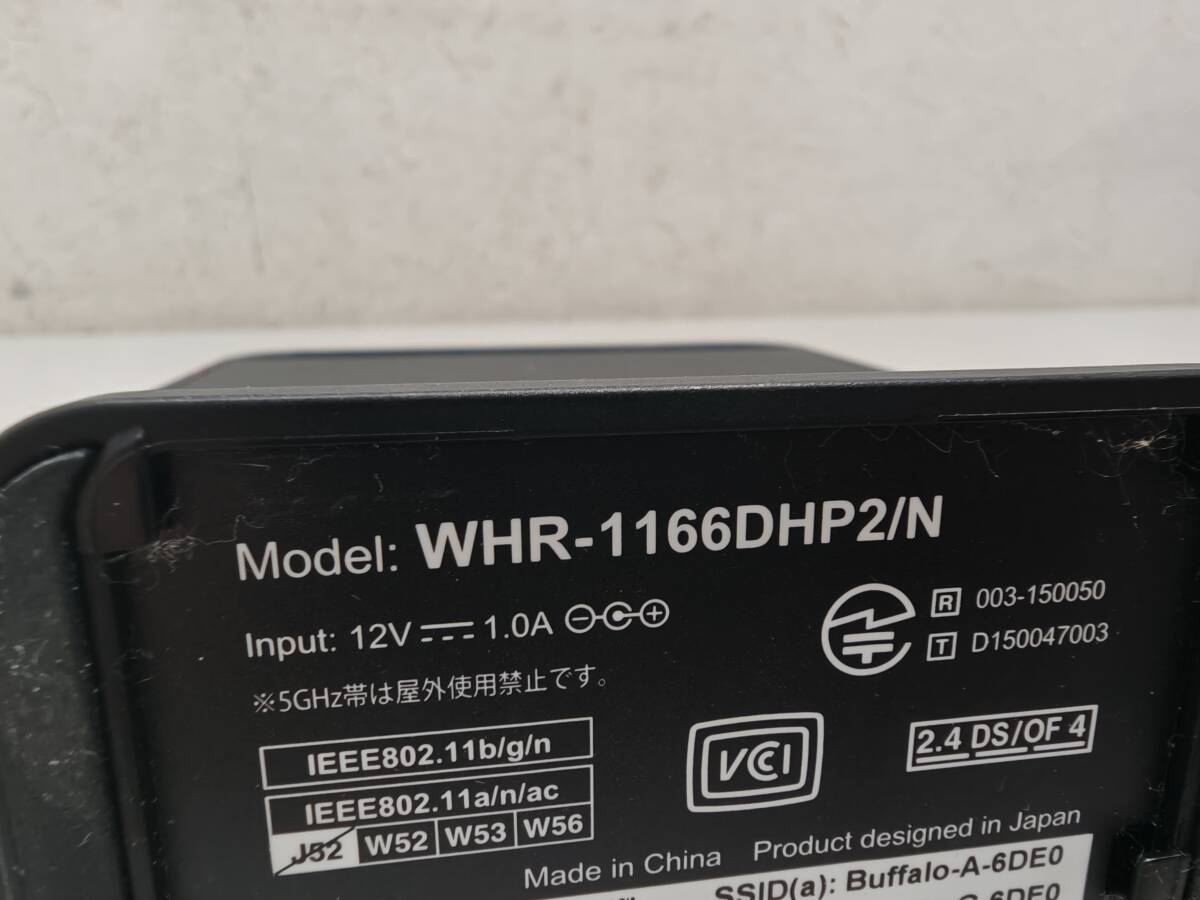 Model: WHR-1166DHP2/N
Input: 12V 1.0A
R 003-150050
T D150047003
※5GHz帯は屋外使用禁止です。
IEEE802.11b/g/n
IEEE802.11a/n/ac
J52 W52 W53 W56
VCCI
2.4 DS/OF 4
Made in China Product designed in Japan
SSID(a): Buffalo-A-6DE0